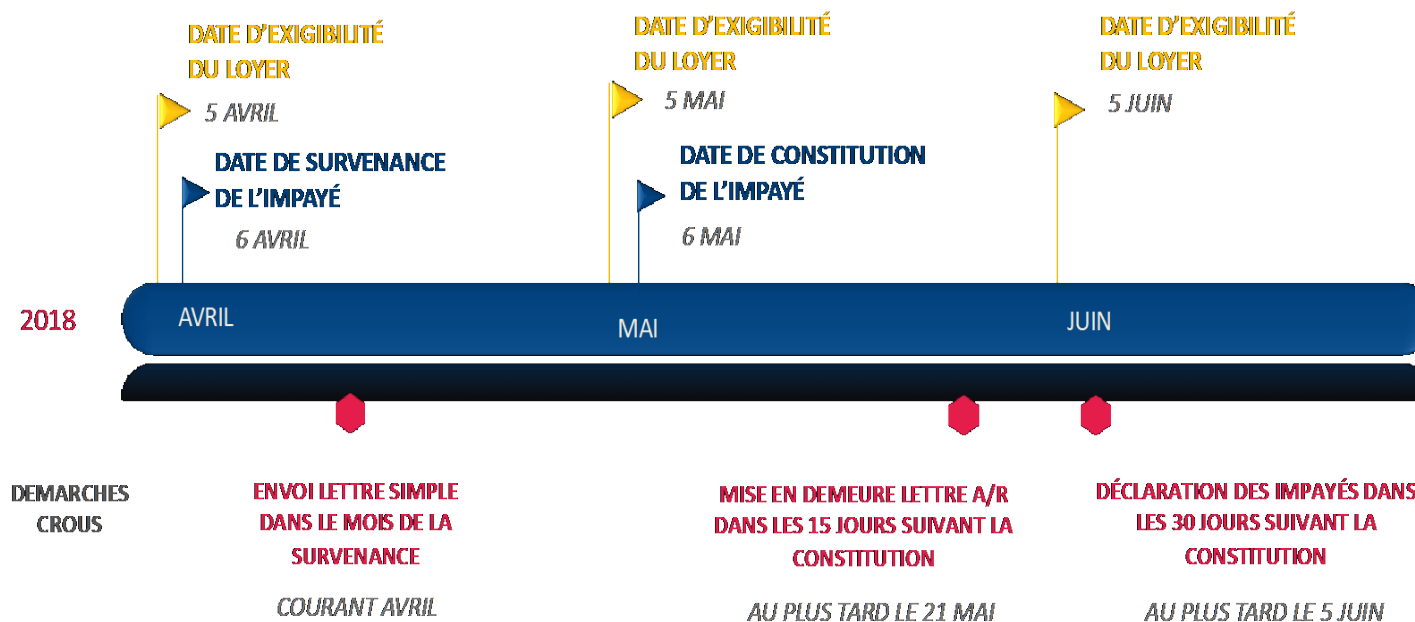 DATE D'EXIGIBILITÉ
DU LOYER
5 AVRIL
DATE DE SURVENANCE
DE L'IMPAYÉ
6 AVRIL
DATE D'EXIGIBILITÉ
DU LOYER
5 MAI
DATE DE CONSTITUTION
DE L'IMPAYÉ
6 MAI
DATE D'EXIGIBILITÉ
DU LOYER
5 JUIN
2018
AVRIL
MAI
JUIN
DEMARCHES
CROUS
ENVOI LETTRE SIMPLE
DANS LE MOIS DE LA
SURVENANCE
COURANT AVRIL
MISE EN DEMEURE LETTRE A/R
DANS LES 15 JOURS SUIVANT LA
CONSTITUTION
AU PLUS TARD LE 21 MAI
DÉCLARATION DES IMPAYÉS DANS
LES 30 JOURS SUIVANT LA
CONSTITUTION
AU PLUS TARD LE 5 JUIN